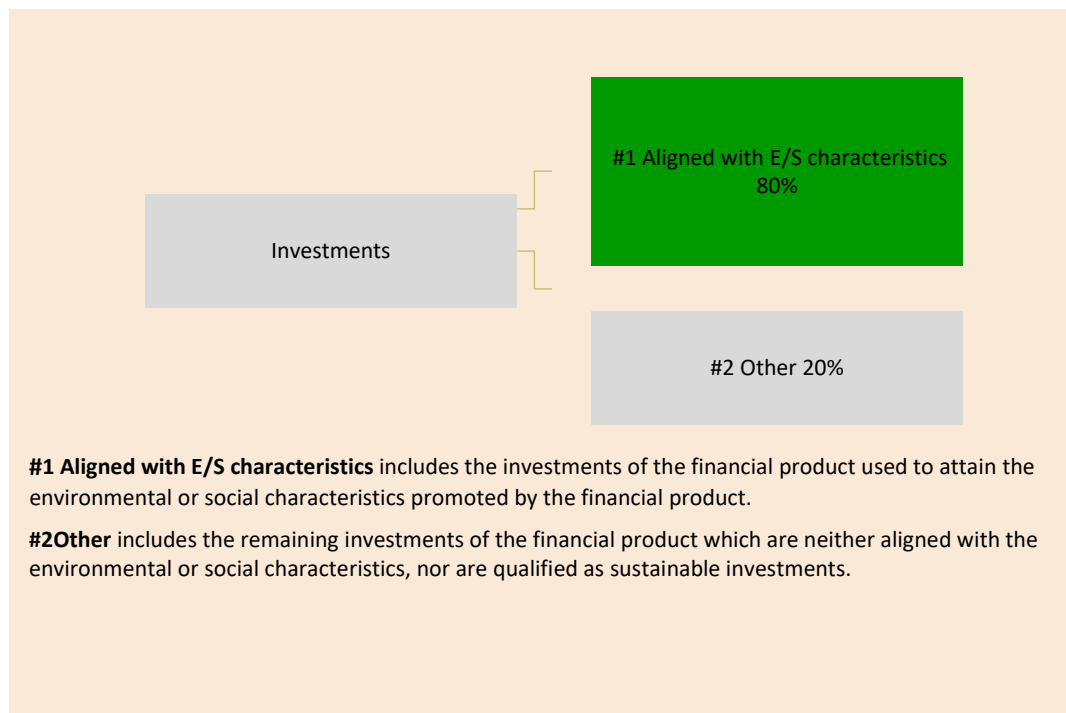 #1 Aligned with E/S characteristics
80%
Investments
#2 Other 20%
#1 Aligned with E/S characteristics includes the investments of the financial product used to attain the
environmental or social characteristics promoted by the financial product.
#2Other includes the remaining investments of the financial product which are neither aligned with the
environmental or social characteristics, nor are qualified as sustainable investments.